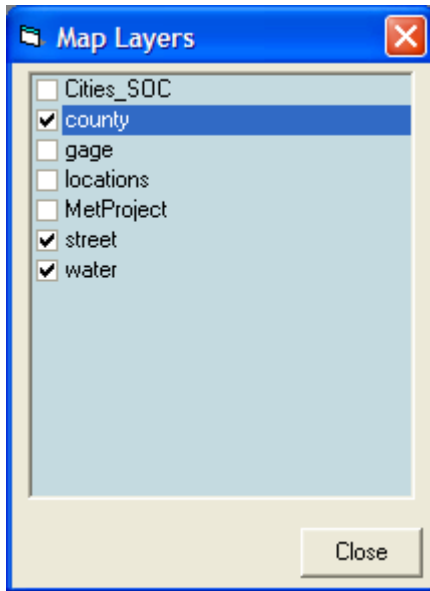 Map Layers
Cities_SOC
county
gage
locations
MetProject
street
water
Close